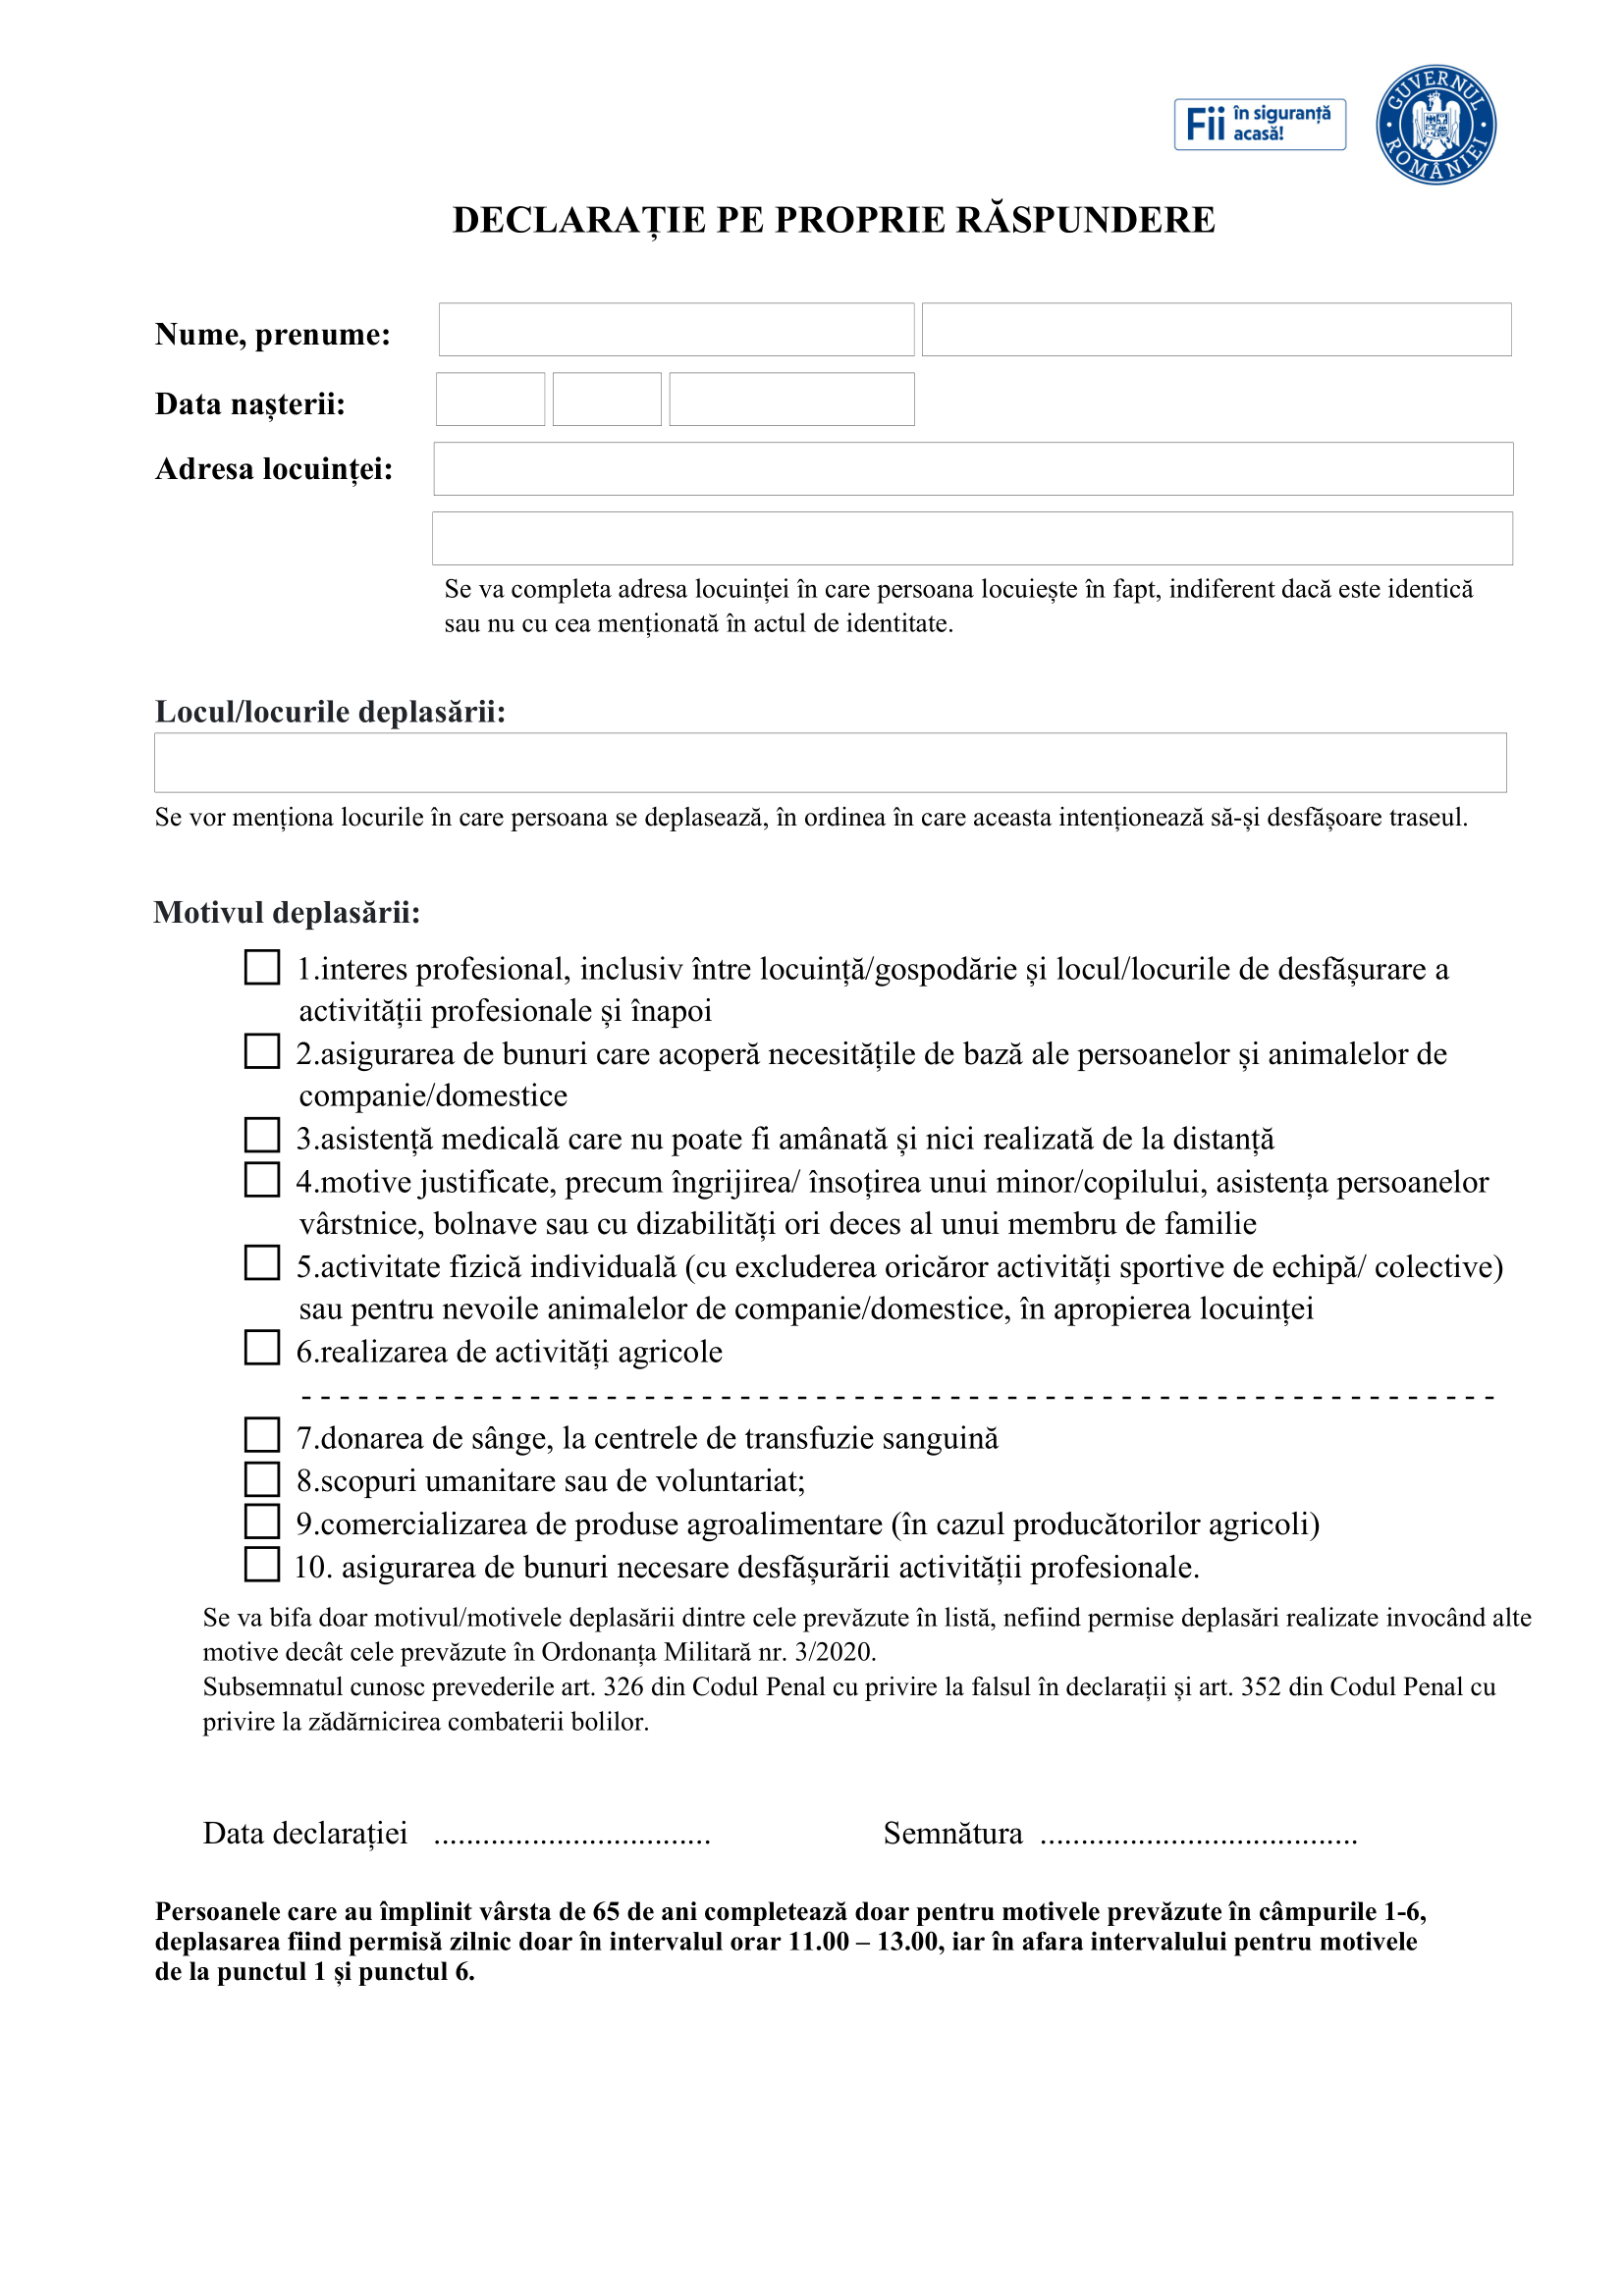 Fii în siguranță
acasă!
GUVERNUL ROMÂNIEI
DECLARAȚIE PE PROPRIE RĂSPUNDERE
Nume, prenume:
Data nașterii:
Adresa locuinței:
Se va completa adresa locuinței în care persoana locuiește în fapt, indiferent dacă este identică
sau nu cu cea menționată în actul de identitate.
Locul/locurile deplasării:
Se vor menționa locurile în care persoana se deplasează, în ordinea în care aceasta intenționează să-și desfășoare traseul.
Motivul deplasării:
1.interes profesional, inclusiv între locuință/gospodărie și locul/locurile de desfășurare a
activității profesionale și înapoi
2.asigurarea de bunuri care acoperă necesitățile de bază ale persoanelor și animalelor de
companie/domestice
3.asistență medicală care nu poate fi amânată și nici realizată de la distanță
4.motive justificate, precum îngrijirea/ însoțirea unui minor/copilului, asistența persoanelor
vârstnice, bolnave sau cu dizabilități ori deces al unui membru de familie
5.activitate fizică individuală (cu excluderea oricăror activități sportive de echipă/ colective)
sau pentru nevoile animalelor de companie/domestice, în apropierea locuinței
6.realizarea de activități agricole
- - - - - - - - - - - - - - - - - - - - - - - - - - - - - - - - - - - - - - - - - - - - - - - - - - - - - - - - - - - - - - -
7.donarea de sânge, la centrele de transfuzie sanguină
8.scopuri umanitare sau de voluntariat;
9.comercializarea de produse agroalimentare (în cazul producătorilor agricoli)
10. asigurarea de bunuri necesare desfășurării activității profesionale.
Se va bifa doar motivul/motivele deplasării dintre cele prevăzute în listă, nefiind permise deplasări realizate invocând alte
motive decât cele prevăzute în Ordonanța Militară nr. 3/2020.
Subsemnatul cunosc prevederile art. 326 din Codul Penal cu privire la falsul în declarații și art. 352 din Codul Penal cu
privire la zădărnicirea combaterii bolilor.
Data declarației .................................. Semnătura .......................................
Persoanele care au împlinit vârsta de 65 de ani completează doar pentru motivele prevăzute în câmpurile 1-6,
deplasarea fiind permisă zilnic doar în intervalul orar 11.00 – 13.00, iar în afara intervalului pentru motivele
de la punctul 1 și punctul 6.